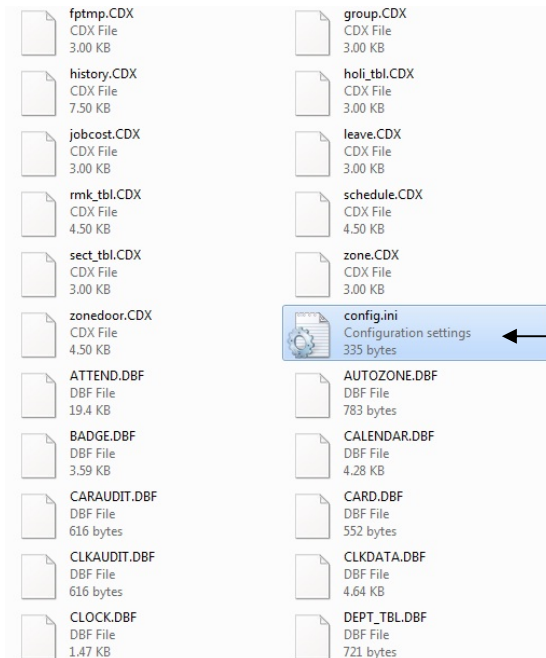 fptmp.CDX
CDX File
3.00 KB
group.CDX
CDX File
3.00 KB
history.CDX
CDX File
7.50 KB
holi_tbl.CDX
CDX File
3.00 KB
jobcost.CDX
CDX File
3.00 KB
leave.CDX
CDX File
3.00 KB
rmk_tbl.CDX
CDX File
4.50 KB
schedule.CDX
CDX File
4.50 KB
sect_tbl.CDX
CDX File
3.00 KB
zone.CDX
CDX File
3.00 KB
zonedoor.CDX
CDX File
4.50 KB
config.ini
Configuration settings
335 bytes
ATTEND.DBF
DBF File
19.4 KB
AUTOZONE.DBF
DBF File
783 bytes
BADGE.DBF
DBF File
3.59 KB
CALENDAR.DBF
DBF File
4.28 KB
CARAUDIT.DBF
DBF File
616 bytes
CARD.DBF
DBF File
552 bytes
CLKAUDIT.DBF
DBF File
616 bytes
CLKDATA.DBF
DBF File
4.64 KB
CLOCK.DBF
DBF File
1.47 KB
DEPT_TBL.DBF
DBF File
721 bytes